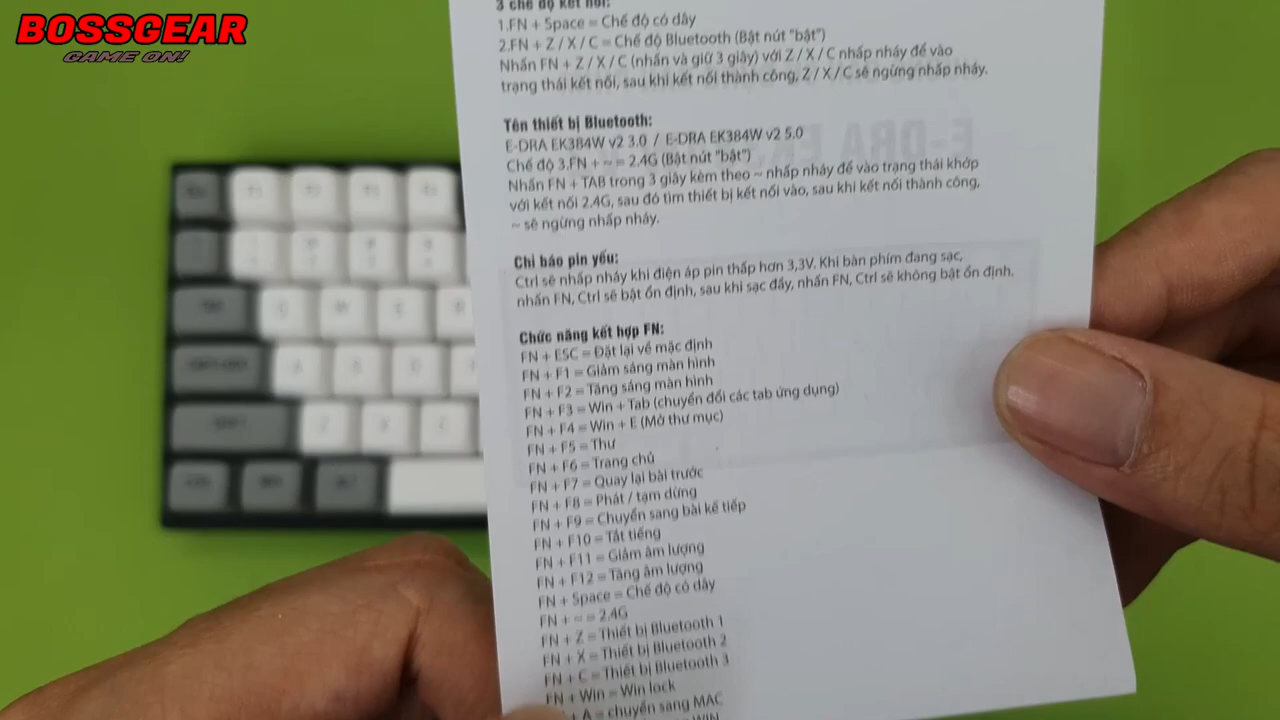 BOSSGEAR
GAME ON!
3 chế độ kết nối:
1.FN + Space = Chế độ có dây
2.FN + Z / X / C = Chế độ Bluetooth (Bật nút "bật")
Nhấn FN + Z / X / C (nhấn và giữ 3 giây) với Z / X / C nhấp nháy để vào
trạng thái kết nối, sau khi kết nối thành công, Z / X / C sẽ ngừng nhấp nháy.
Tên thiết bị Bluetooth:
E-DRA EK384W v2 3.0 / E-DRA EK384W v2 5.0
Chế độ 3.FN + ~ = 2.4G (Bật nút "bật")
Nhấn FN + TAB trong 3 giây kèm theo ~ nhấp nháy để vào trạng thái khớp
với kết nối 2.4G, sau đó tìm thiết bị kết nối vào, sau khi kết nối thành công,
~ sẽ ngừng nhấp nháy.
Chỉ báo pin yếu:
Ctrl sẽ nhấp nháy khi điện áp pin thấp hơn 3,3V. Khi bàn phím đang sạc,
nhấn FN, Ctrl sẽ bật ổn định, sau khi sạc đầy, nhấn FN, Ctrl sẽ không bật ổn định.
Chức năng kết hợp FN:
FN + ESC = Đặt lại về mặc định
FN + F1 = Giảm sáng màn hình
FN + F2 = Tăng sáng màn hình
FN + F3 = Win + Tab (chuyển đổi các tab ứng dụng)
FN + F4 = Win + E (Mở thư mục)
FN + F5 = Thư
FN + F6 = Trang chủ
FN + F7 = Quay lại bài trước
FN + F8 = Phát / tạm dừng
FN + F9 = Chuyển sang bài kế tiếp
FN + F10 = Tắt tiếng
FN + F11 = Giảm âm lượng
FN + F12 = Tăng âm lượng
FN + Space = Chế độ có dây
FN + ~ = 2.4G
FN + Z = Thiết bị Bluetooth 1
FN + X = Thiết bị Bluetooth 2
FN + C = Thiết bị Bluetooth 3
FN + Win = Win lock
+ A = chuyển sang MAC